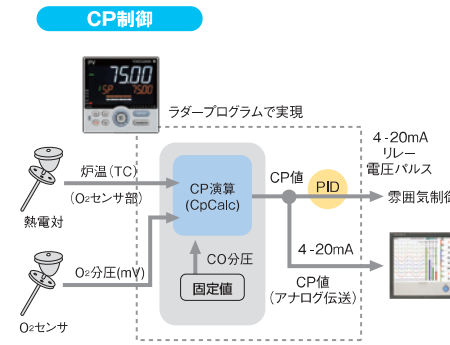 CP制御
PV
75.00
SP
75.00
ラダープログラムで実現
4-20mA
リレー
電圧パルス
炉温(TC)
(O2センサ部)
CP演算
(CpCalc)
CP値
PID
雰囲気制御
熱電対
O2分圧(mV)
CO分圧
4-20mA
固定値
CP値
(アナログ伝送)
O2センサ